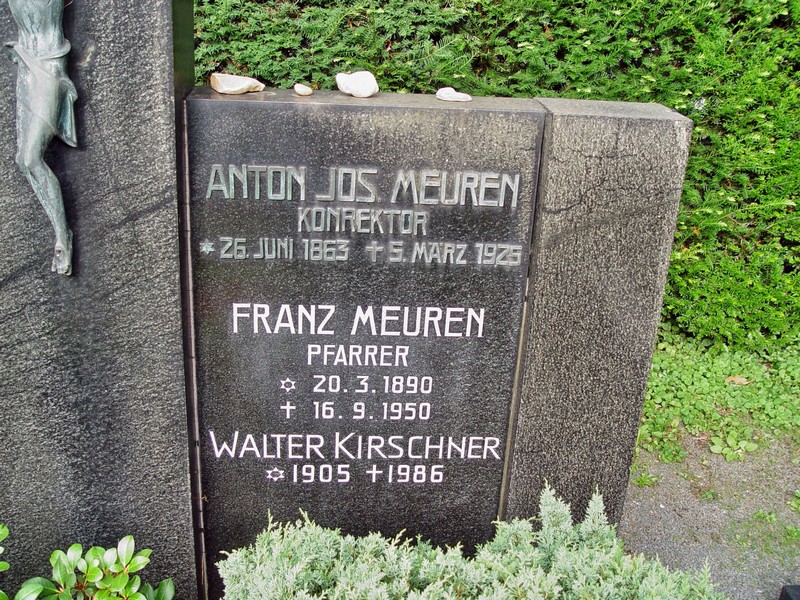 ANTON JOS. MEUREN
KONREKTOR
✡ 26. JUNI 1863 ✝ 5. MÄRZ 1925
FRANZ MEUREN
PFARRER
✡ 20. 3. 1890
✝ 16. 9. 1950
WALTER KIRSCHNER
✡ 1905 ✝ 1986